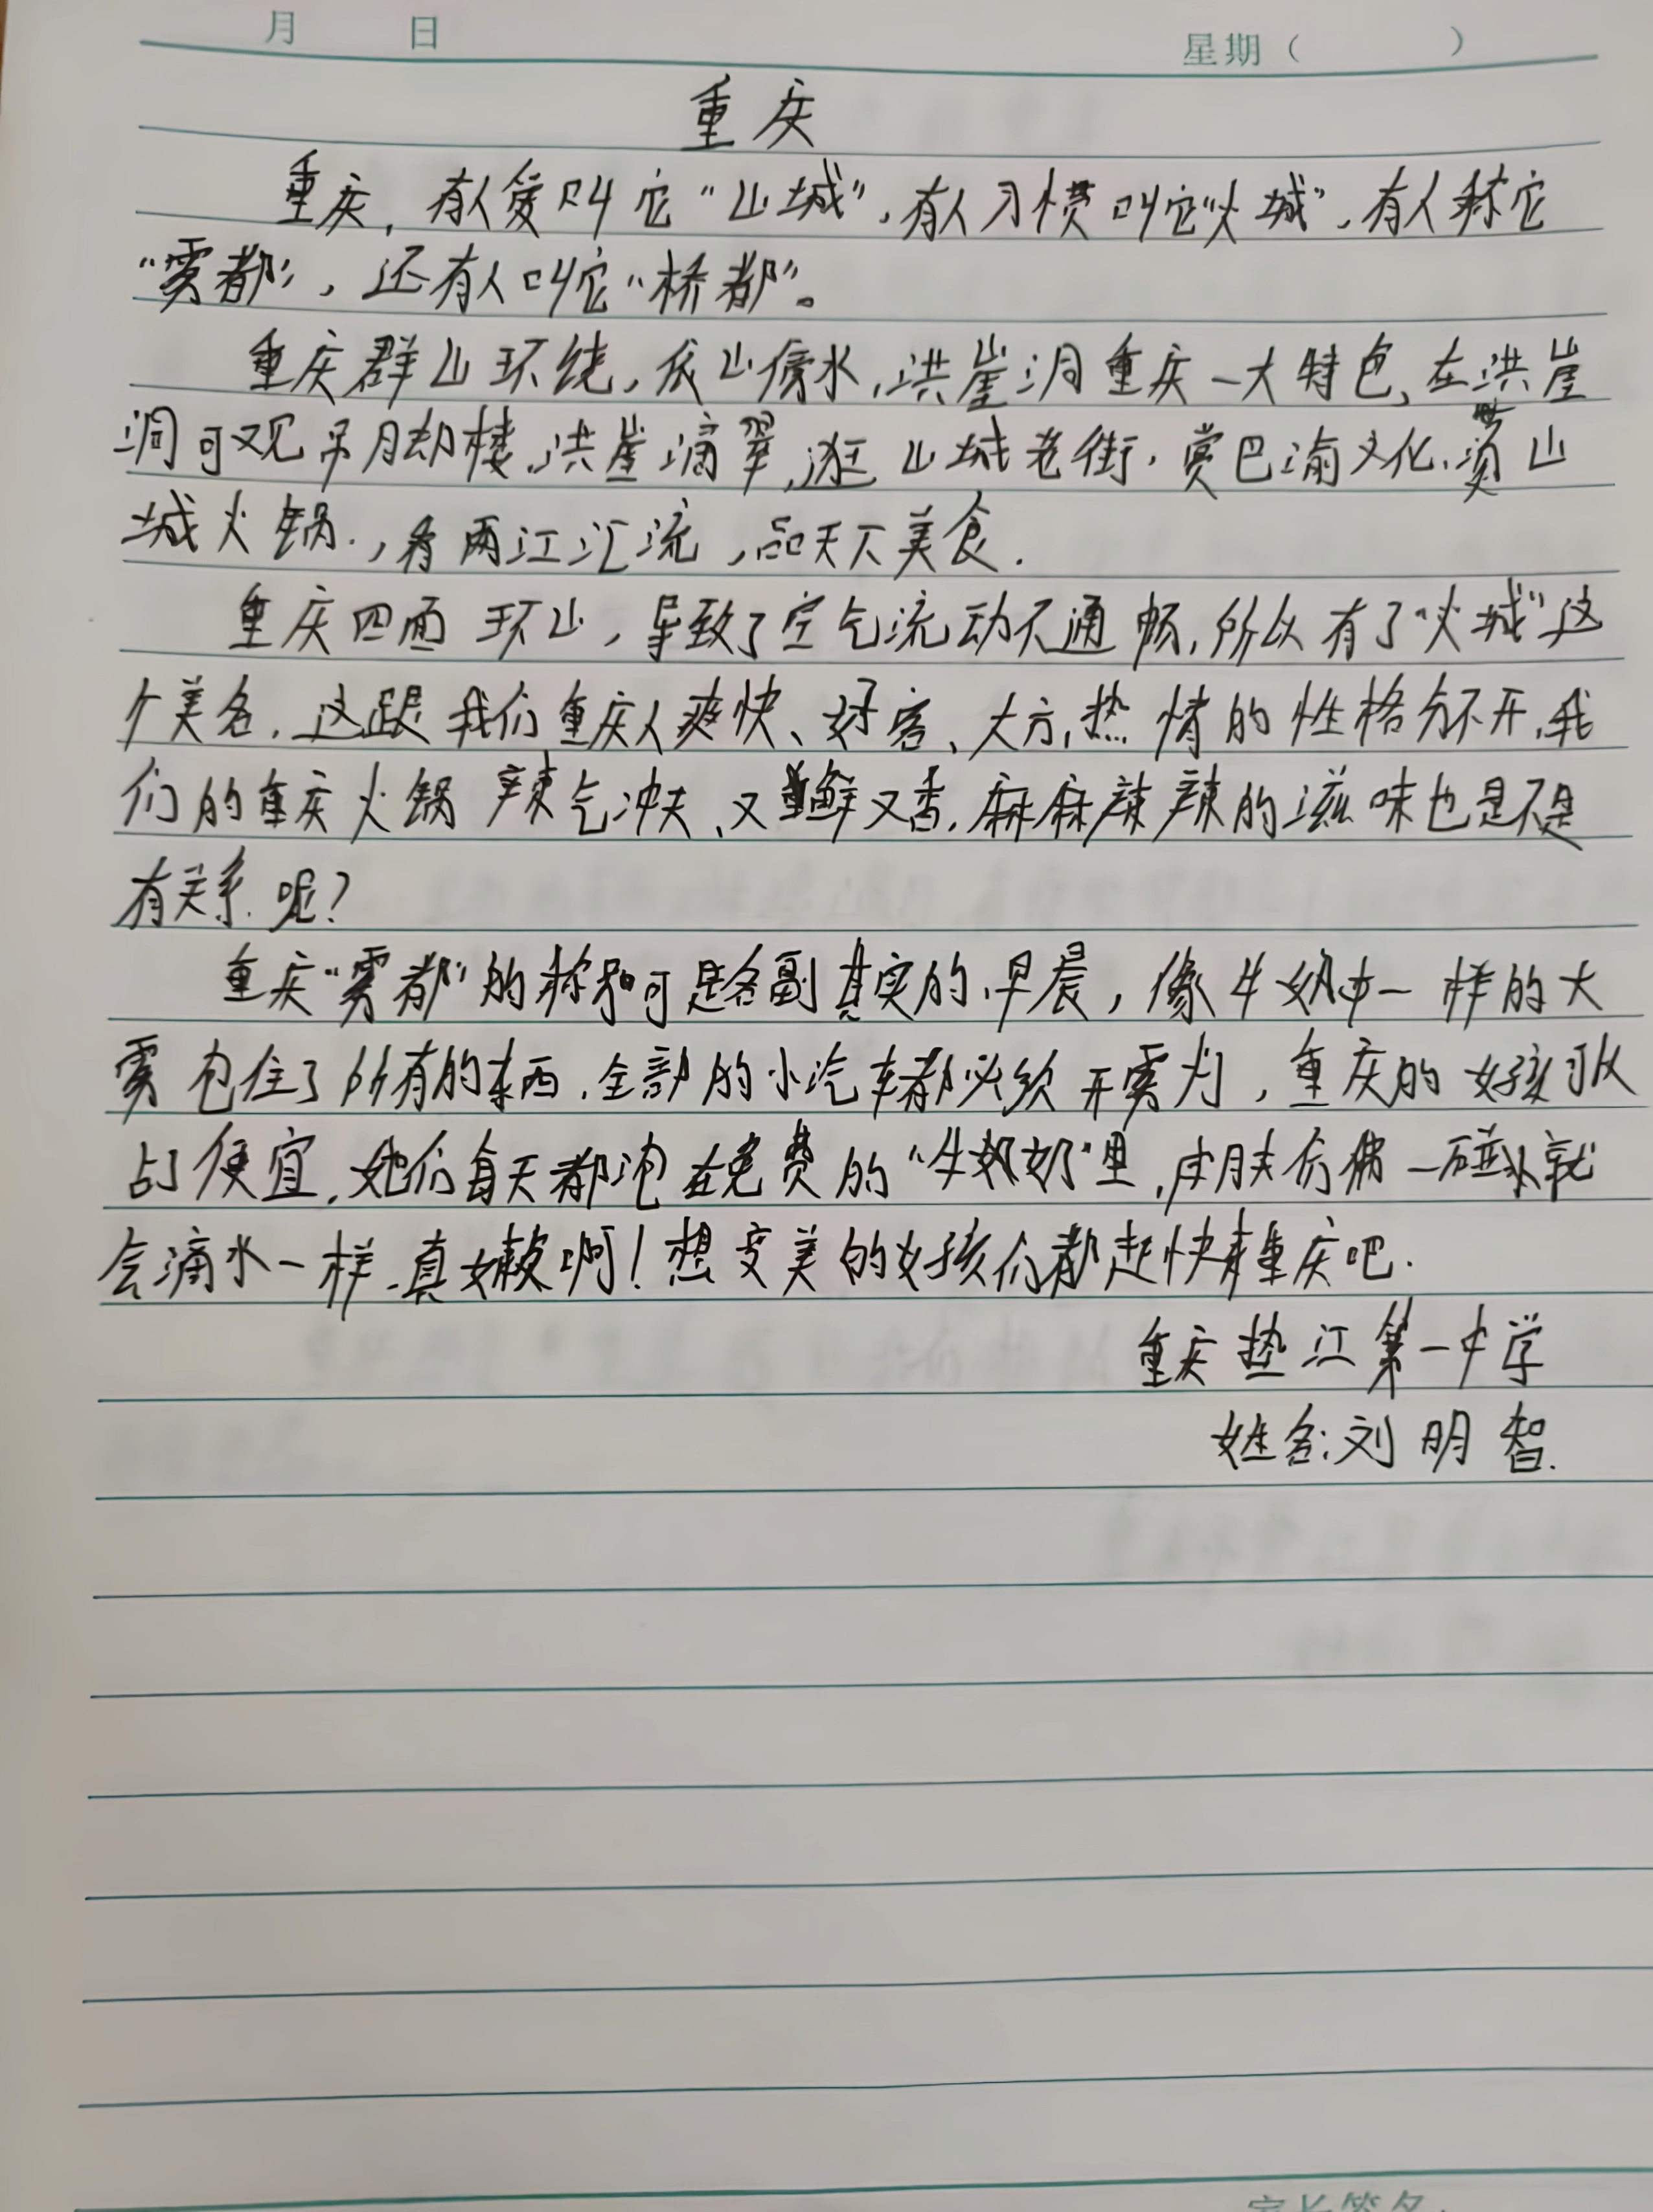 月 日 星期（ ）
重庆
重庆，有人爱叫它“山城”，有人习惯叫它“火城”，有人称它
“雾都”，还有人叫它“桥都”。
重庆群山环绕，依山傍水，洪崖洞重庆一大特色，在洪崖
洞可观吊脚楼，洪崖滴翠，逛山城老街，赏巴渝文化，烫山
城火锅，看两江汇流，品天下美食.
重庆四面环山，导致了空气流动不通畅，所以有了“火城”这
个美名，这跟我们重庆人爽快、好客、大方，热情的性格分不开，我
们的重庆火锅辣气冲天、又鲜又香，麻麻辣辣的滋味也是不是
有关系呢？
重庆“雾都”的称号可是名副其实的，早晨，像牛奶一样的大
雾包住了所有的东西，全部的小汽车都必须开雾灯，重庆的女孩可以
占了便宜，她们每天都泡在免费的“牛奶奶”里，皮肤仿佛一碰水就
会滴水一样，真女皮啊！想变美的女孩们都赶快来重庆吧.
重庆垫江第一中学
姓名：刘明智.
家长签名：